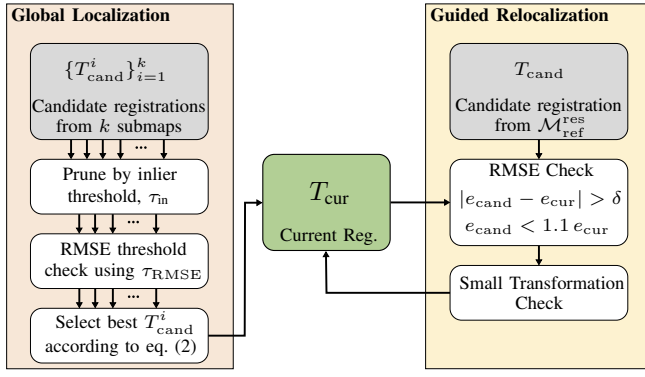 Global Localization
{T^i_cand}^k_{i=1}
Candidate registrations
from k submaps
...
Prune by inlier
threshold, τ_in
...
RMSE threshold
check using τ_RMSE
...
Select best T^i_cand
according to eq. (2)
T_cur
Current Reg.
Guided Relocalization
T_cand
Candidate registration
from ℳ^res_ref
RMSE Check
|e_cand − e_cur| > δ
e_cand < 1.1 e_cur
Small Transformation
Check